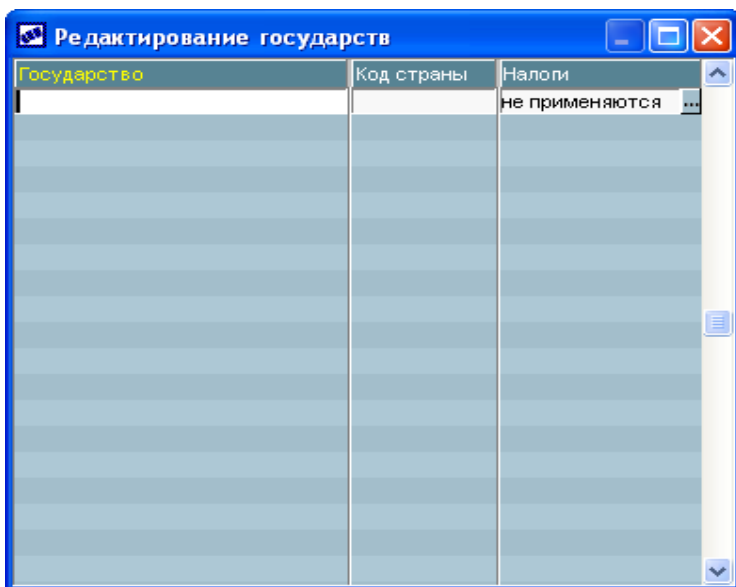 Редактирование государств
Государство Код страны Налоги
не применяются ...